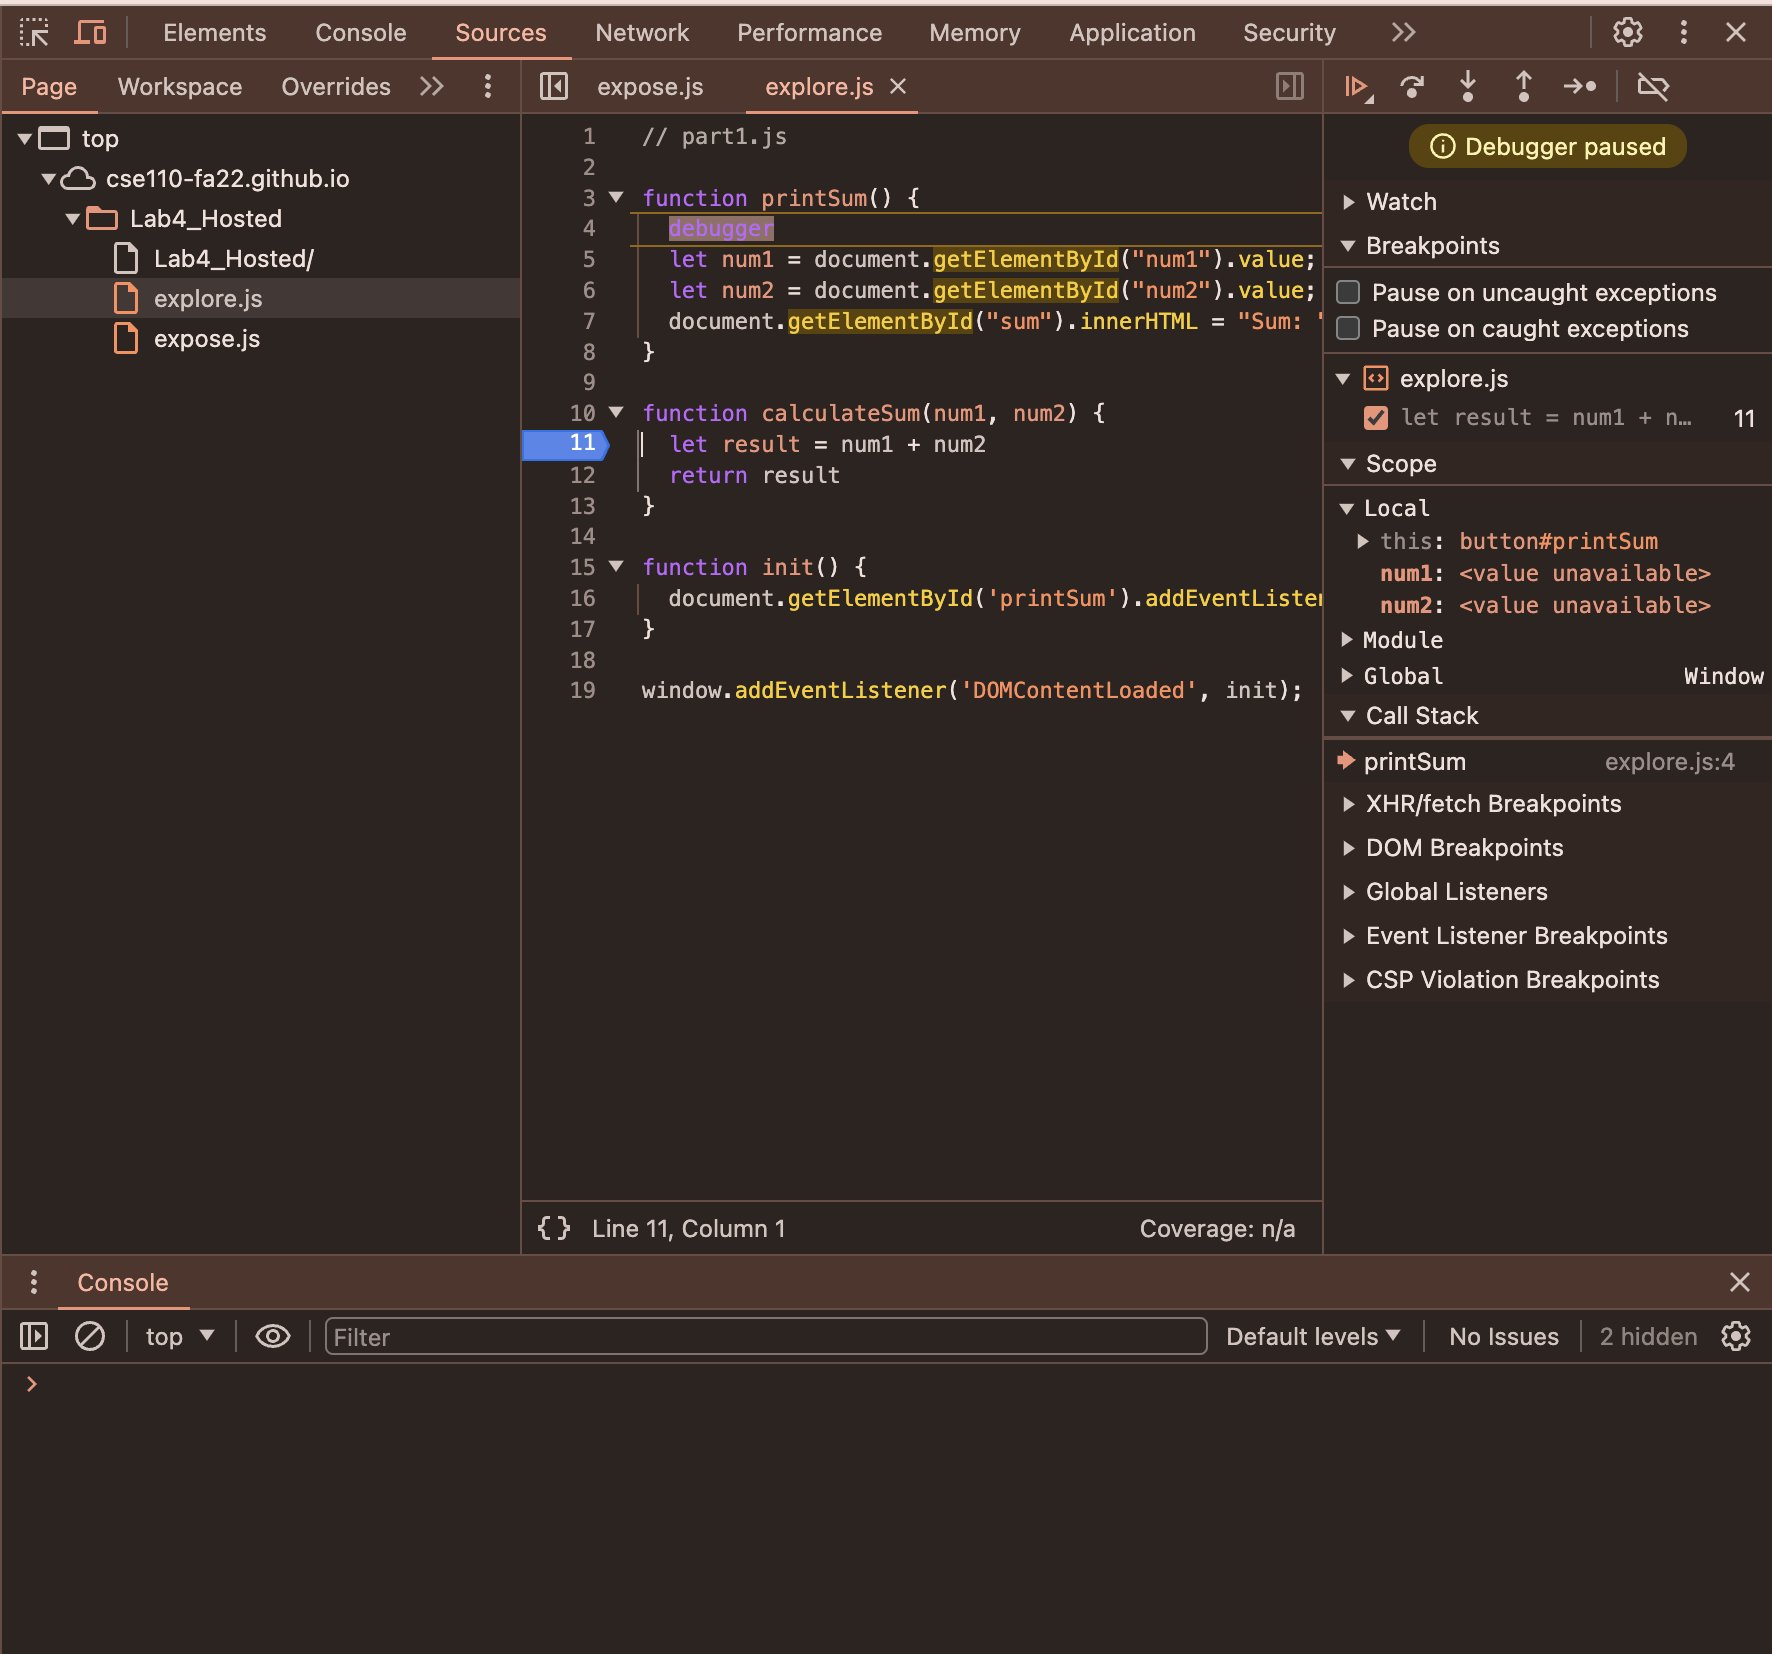 Elements Console Sources Network Performance Memory Application Security
Page Workspace Overrides
expose.js explore.js
top
cse110-fa22.github.io
Lab4_Hosted
Lab4_Hosted/
explore.js
expose.js
1 // part1.js
2
3 function printSum() {
4 debugger
5 let num1 = document.getElementById("num1").value;
6 let num2 = document.getElementById("num2").value;
7 document.getElementById("sum").innerHTML = "Sum: "
8 }
9
10 function calculateSum(num1, num2) {
11 let result = num1 + num2
12 return result
13 }
14
15 function init() {
16 document.getElementById('printSum').addEventListen
17 }
18
19 window.addEventListener('DOMContentLoaded', init);
Line 11, Column 1 Coverage: n/a
Debugger paused
Watch
Breakpoints
Pause on uncaught exceptions
Pause on caught exceptions
explore.js
let result = num1 + n… 11
Scope
Local
this: button#printSum
num1: <value unavailable>
num2: <value unavailable>
Module
Global Window
Call Stack
printSum explore.js:4
XHR/fetch Breakpoints
DOM Breakpoints
Global Listeners
Event Listener Breakpoints
CSP Violation Breakpoints
Console
top Filter Default levels No Issues 2 hidden